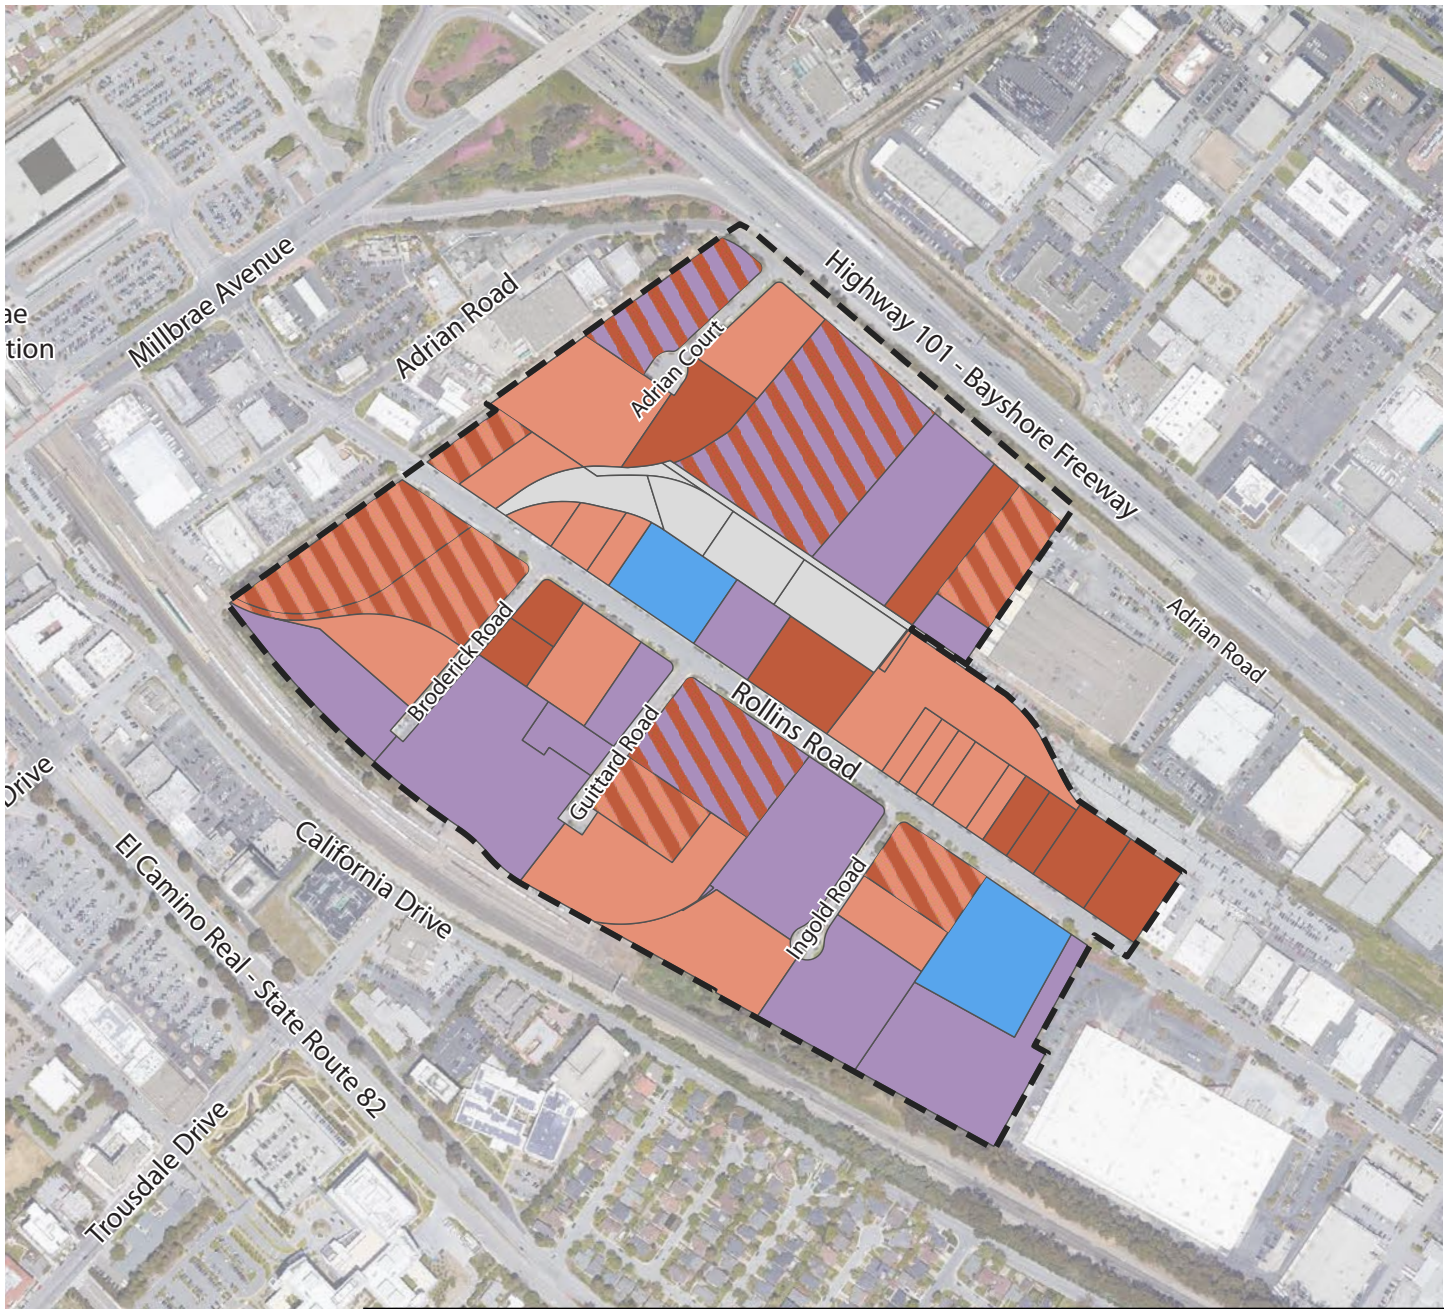 Millbrae Avenue
Adrian Road
Highway 101 - Bayshore Freeway
ae
tion
Adrian Court
Adrian Road
Broderick Road
Rollins Road
Guittard Road
Ingold Road
Drive
California Drive
El Camino Real - State Route 82
Trousdale Drive